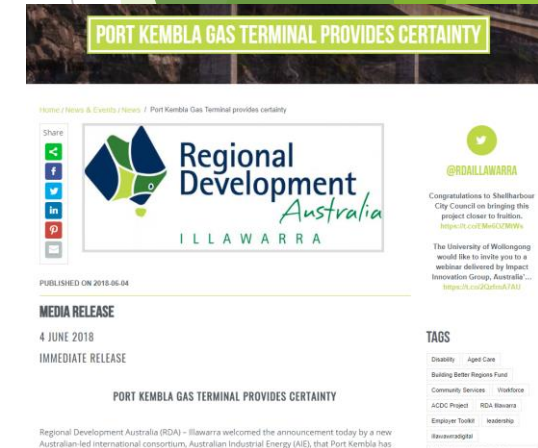 PORT KEMBLA GAS TERMINAL PROVIDES CERTAINTY
Home / News & Events / News / Port Kembla Gas Terminal provides certainty
Share
Regional
Development
Australia
ILLAWARRA
PUBLISHED ON 2018-06-04
MEDIA RELEASE
4 JUNE 2018
IMMEDIATE RELEASE
PORT KEMBLA GAS TERMINAL PROVIDES CERTAINTY
Regional Development Australia (RDA) – Illawarra welcomed the announcement today by a new
Australian-led international consortium, Australian Industrial Energy (AIE), that Port Kembla has
@RDAILLAWARRA
Congratulations to Shellharbour
City Council on bringing this
project closer to fruition.
The University of Wollongong
would like to invite you to a
webinar delivered by Impact
Innovation Group, Australia'...
TAGS
Disability Aged Care
Building Better Regions Fund
Community Services Workforce
ACDC Project RDA Illawarra
Employer Toolkit leadership
illawarradigital